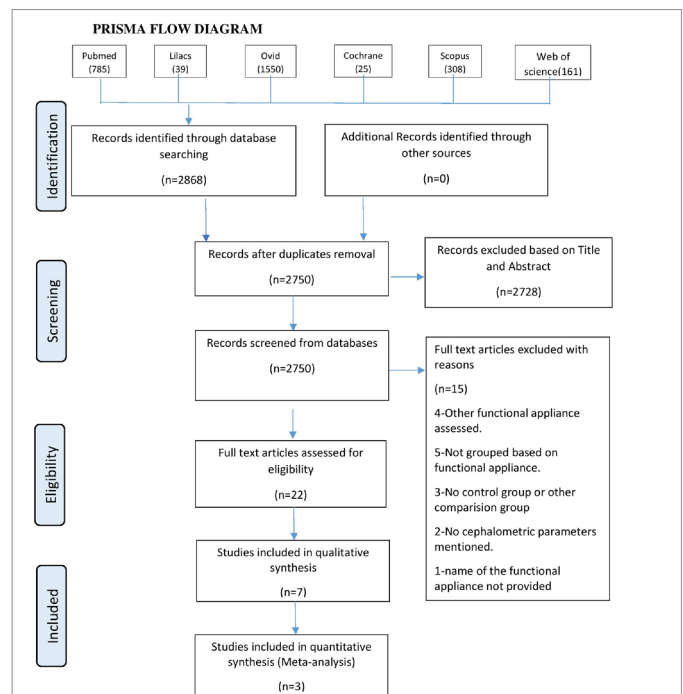 PRISMA FLOW DIAGRAM
Pubmed
(785)
Lilacs
(39)
Ovid
(1550)
Cochrane
(25)
Scopus
(308)
Web of
science(161)
Identification
Records identified through database
searching
(n=2868)
Additional Records identified through
other sources
(n=0)
Screening
Records after duplicates removal
(n=2750)
Records excluded based on Title
and Abstract
(n=2728)
Records screened from databases
(n=2750)
Full text articles excluded with
reasons
(n=15)
4-Other functional appliance
assessed.
5-Not grouped based on
functional appliance.
3-No control group or other
comparision group
2-No cephalometric parameters
mentioned.
1-name of the functional
appliance not provided
Eligibility
Full text articles assessed for
eligibility
(n=22)
Included
Studies included in qualitative
synthesis
(n=7)
Studies included in quantitative
synthesis (Meta-analysis)
(n=3)